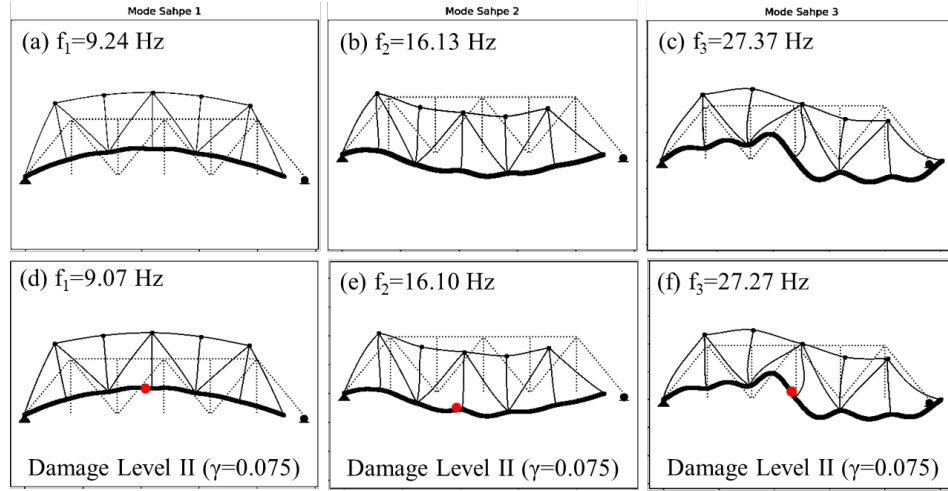 Mode Sahpe 1
Mode Sahpe 2
Mode Sahpe 3
(a) f₁=9.24 Hz
(b) f₂=16.13 Hz
(c) f₃=27.37 Hz
(d) f₁=9.07 Hz
(e) f₂=16.10 Hz
(f) f₃=27.27 Hz
Damage Level II (γ=0.075)
Damage Level II (γ=0.075)
Damage Level II (γ=0.075)